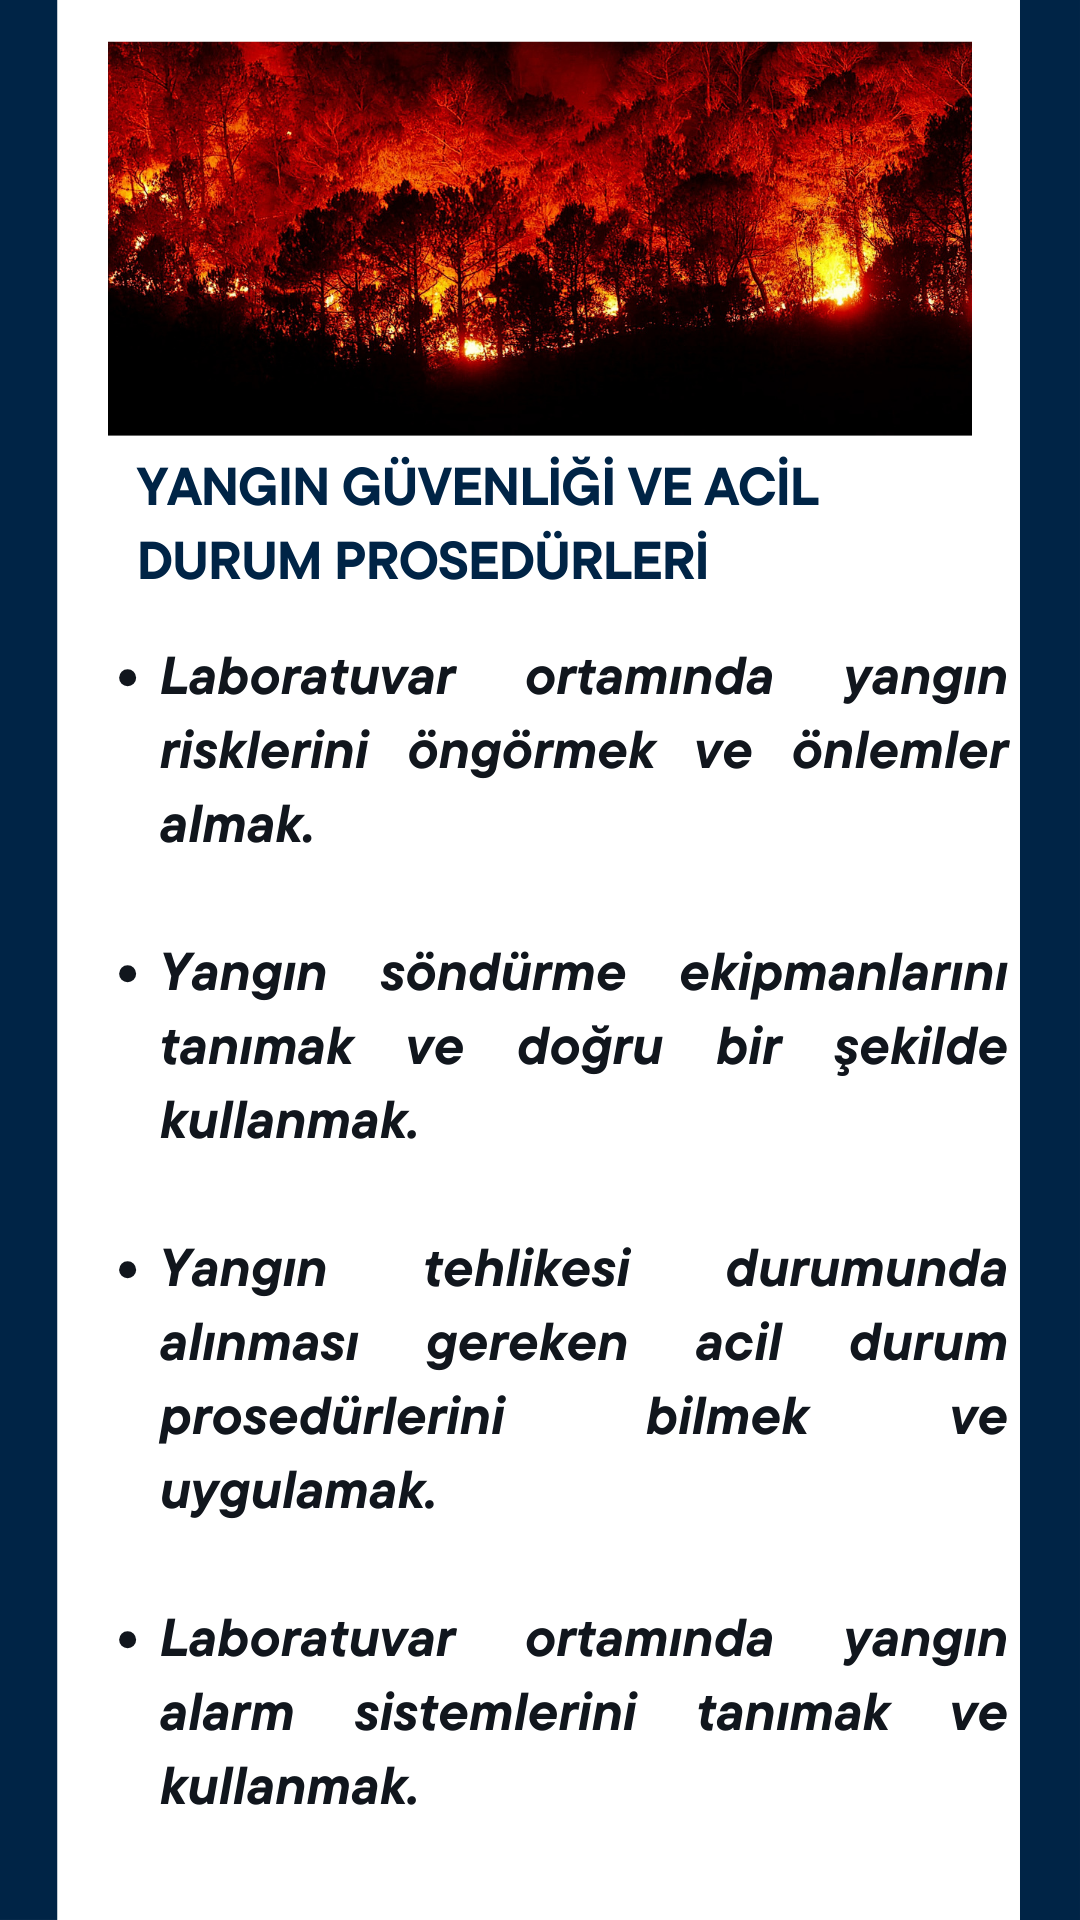 YANGIN GÜVENLİĞİ VE ACİL
DURUM PROSEDÜRLERİ
• Laboratuvar ortamında yangın
risklerini öngörmek ve önlemler
almak.
• Yangın söndürme ekipmanlarını
tanımak ve doğru bir şekilde
kullanmak.
• Yangın tehlikesi durumunda
alınması gereken acil durum
prosedürlerini bilmek ve
uygulamak.
• Laboratuvar ortamında yangın
alarm sistemlerini tanımak ve
kullanmak.